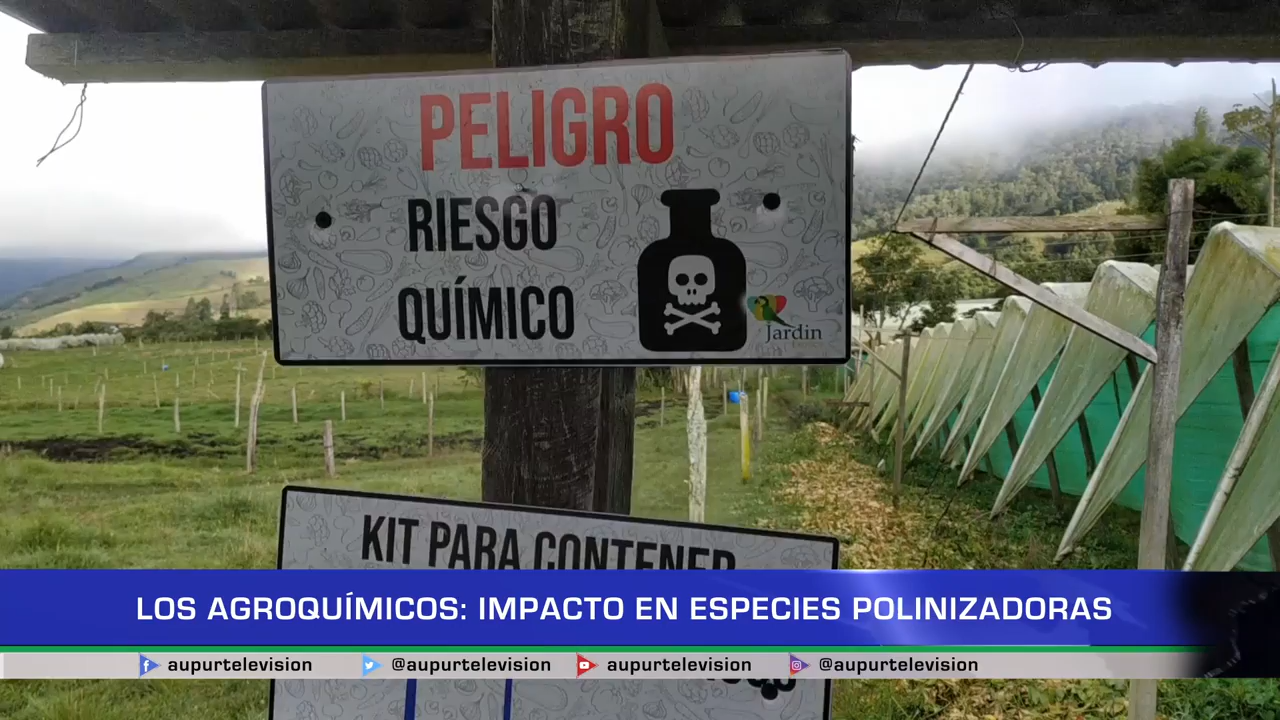 PELIGRO
RIESGO
QUÍMICO
Jardin
KIT PARA CONTENER
LOS AGROQUÍMICOS: IMPACTO EN ESPECIES POLINIZADORAS
aupurtelevision @aupurtelevision aupurtelevision @aupurtelevision